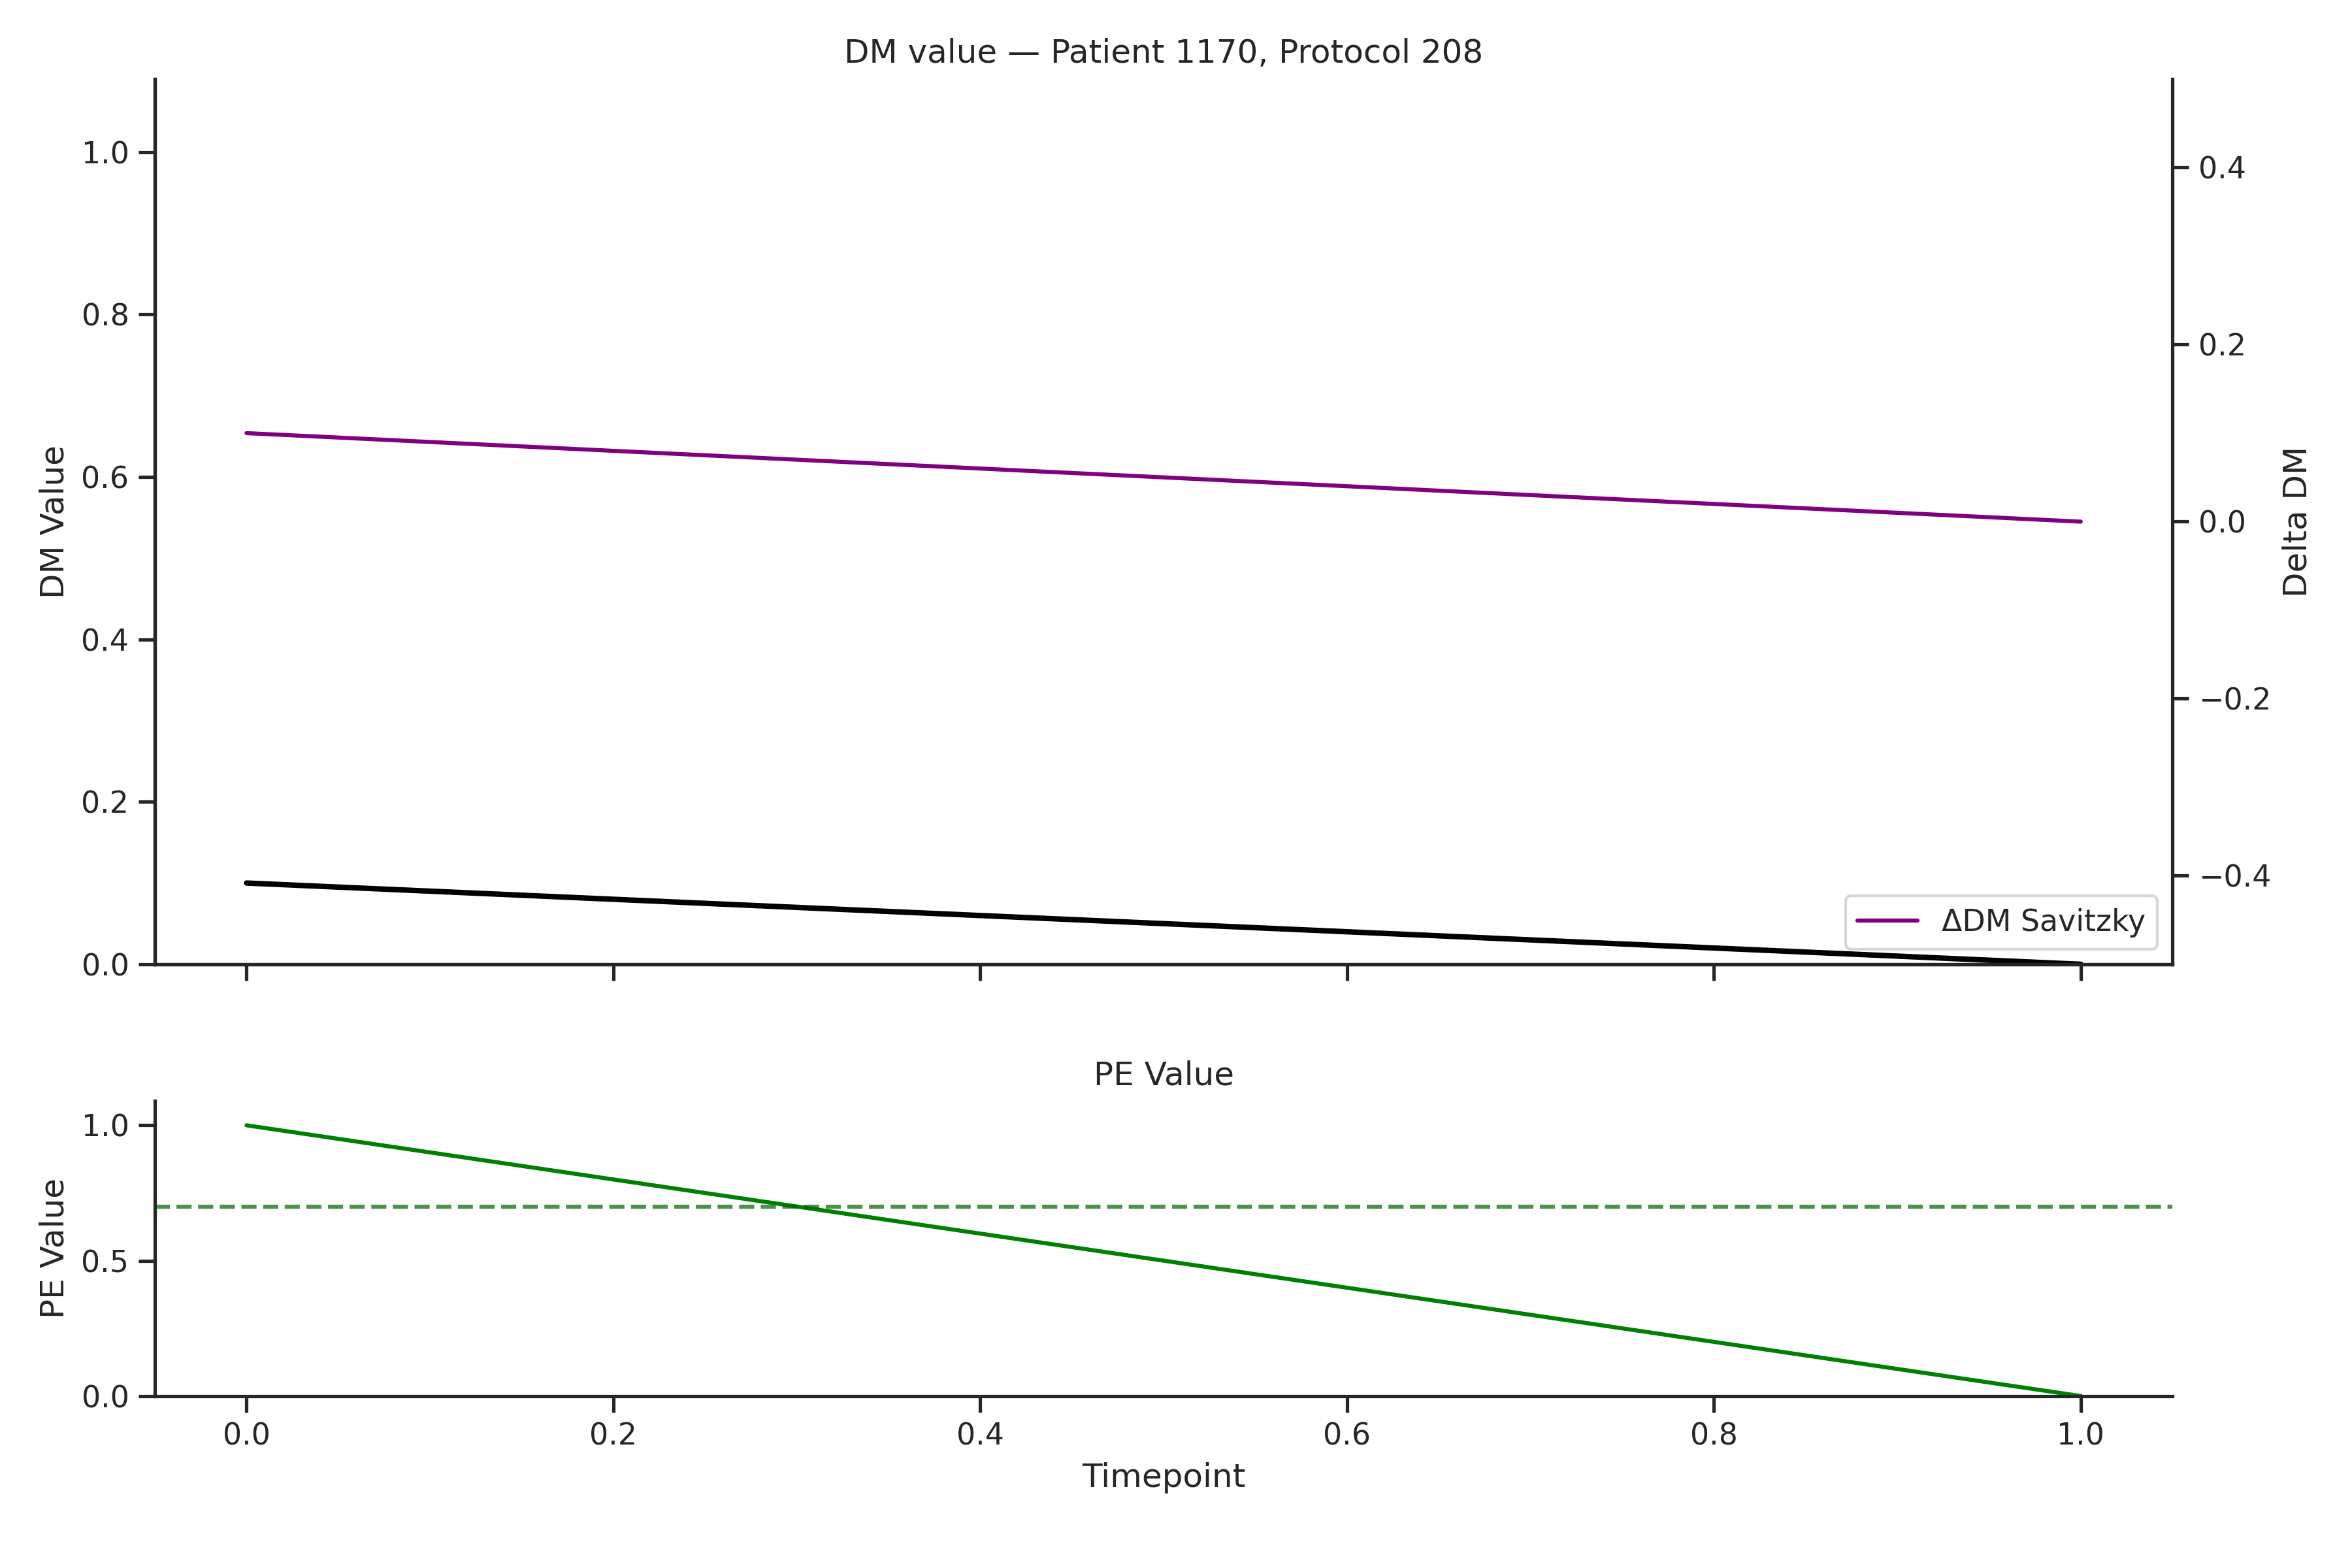 DM value — Patient 1170, Protocol 208
1.0
0.8
0.6
0.4
0.2
0.0
DM Value
0.4
0.2
0.0
−0.2
−0.4
Delta DM
ΔDM Savitzky
PE Value
1.0
0.5
0.0
PE Value
0.0 0.2 0.4 0.6 0.8 1.0
Timepoint